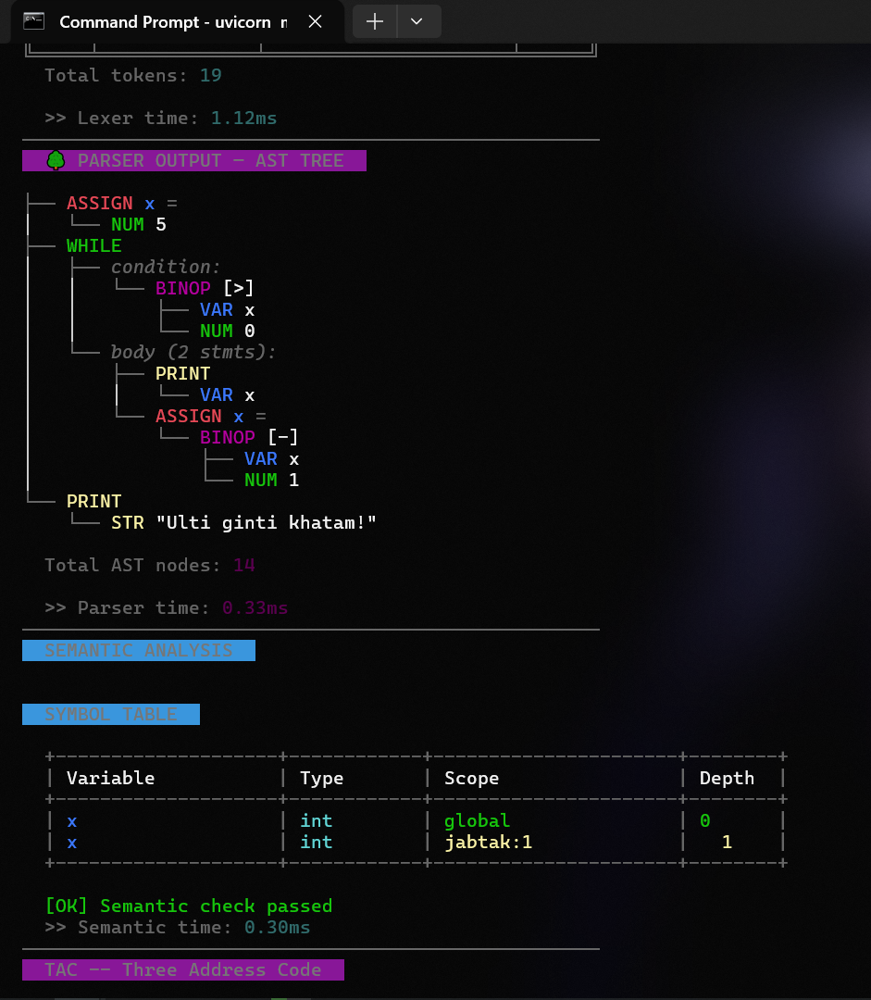 Command Prompt - uvicorn
Total tokens: 19
>> Lexer time: 1.12ms
PARSER OUTPUT - AST TREE
ASSIGN x =
NUM 5
WHILE
condition:
BINOP [>]
VAR x
NUM 0
body (2 stmts):
PRINT
VAR x
ASSIGN x =
BINOP [-]
VAR x
NUM 1
PRINT
STR "Ulti ginti khatam!"
Total AST nodes: 14
>> Parser time: 0.33ms
SEMANTIC ANALYSIS
SYMBOL TABLE
Variable | Type | Scope | Depth
x | int | global | 0
x | int | jabtak:1 | 1
[OK] Semantic check passed
>> Semantic time: 0.30ms
TAC -- Three Address Code